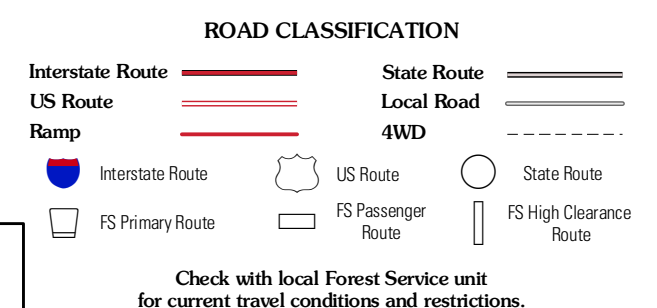 ROAD CLASSIFICATION
Interstate Route State Route
US Route Local Road
Ramp 4WD
Interstate Route US Route State Route
FS Primary Route
FS Passenger
Route
FS High Clearance
Route
Check with local Forest Service unit
for current travel conditions and restrictions.